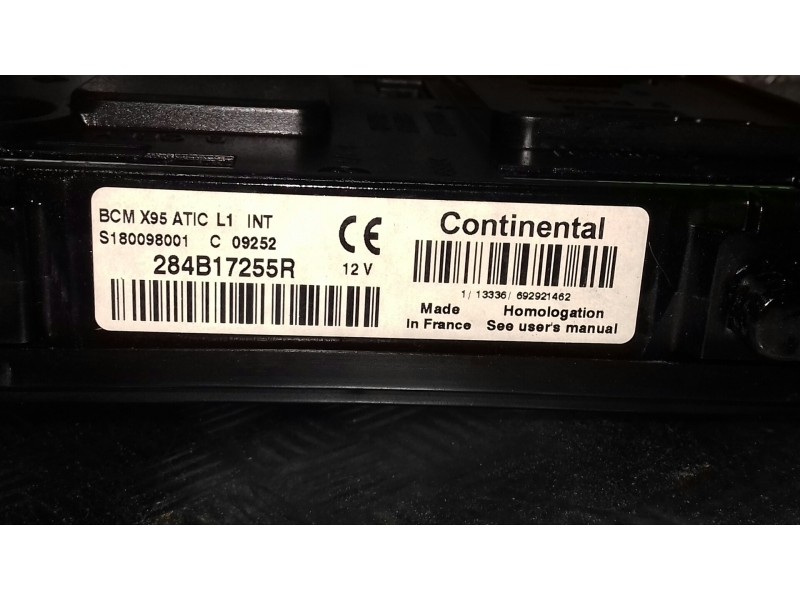 BCM X95 ATIC L1 INT
S180098001 C 09252
284B17255R
CE
12 V
Continental
1/ 13336/ 692921462
Made
in France
Homologation
See user's manual